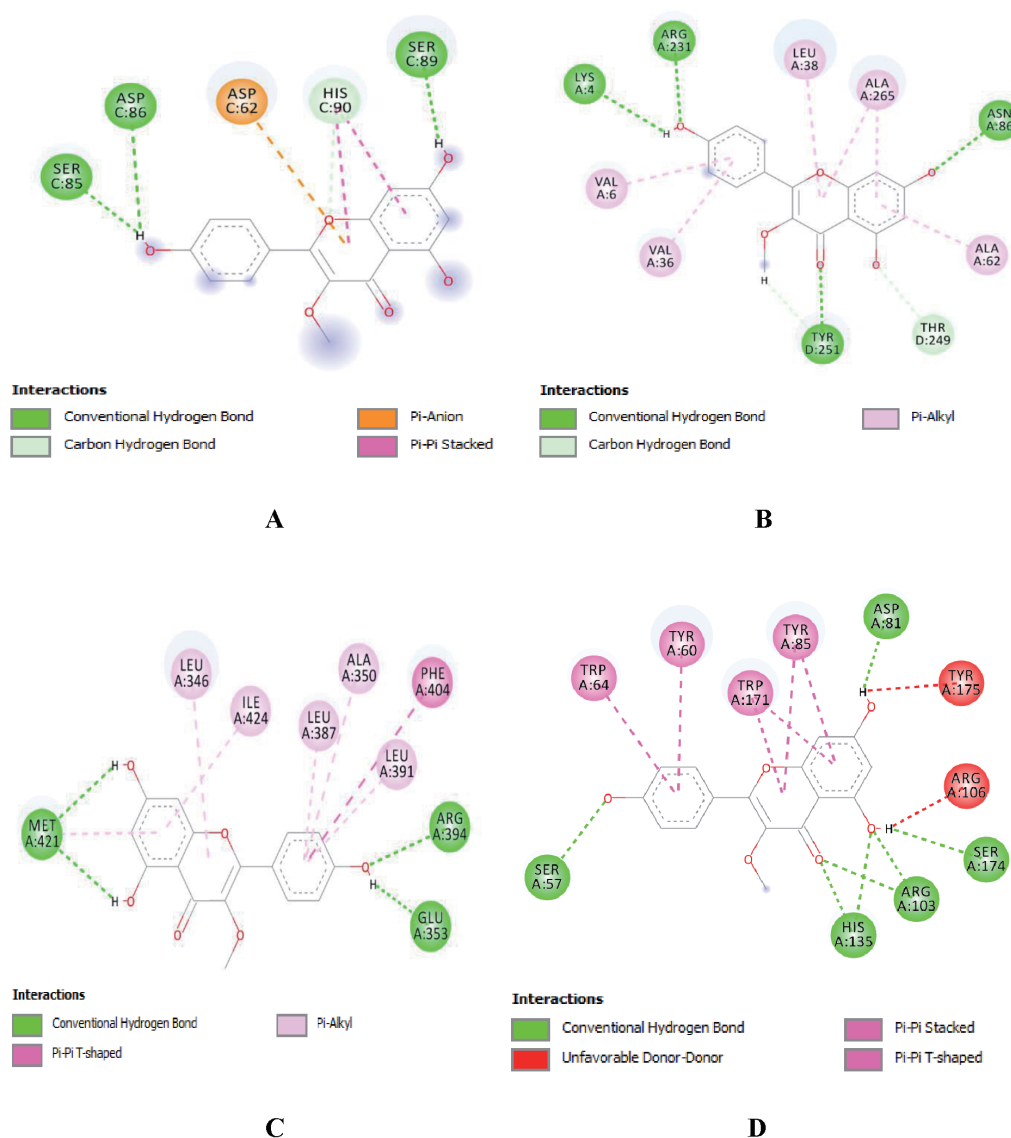 SER
C:89
ASP
C:86
ASP
C:62
HIS
C:90
SER
C:85
H
O
H
O
O
O
O
O
Interactions
Conventional Hydrogen Bond
Pi-Anion
Carbon Hydrogen Bond
Pi-Pi Stacked
A
ARG
A:231
LEU
A:38
LYS
A:4
ALA
A:265
ASN
A:86
VAL
A:6
VAL
A:36
ALA
A:62
TYR
D:251
THR
D:249
H
O
O
O
O
O
O
H
Interactions
Conventional Hydrogen Bond
Pi-Alkyl
Carbon Hydrogen Bond
B
LEU
A:346
ILE
A:424
ALA
A:350
PHE
A:404
LEU
A:387
LEU
A:391
MET
A:421
ARG
A:394
GLU
A:353
H
O
O
O
H
H
O
O
O
Interactions
Conventional Hydrogen Bond
Pi-Alkyl
Pi-Pi T-shaped
C
ASP
A:81
TYR
A:60
TYR
A:85
TRP
A:64
TRP
A:171
TYR
A:175
ARG
A:106
SER
A:174
ARG
A:103
HIS
A:135
SER
A:57
H
O
O
O
O
H
O
O
Interactions
Conventional Hydrogen Bond
Pi-Pi Stacked
Unfavorable Donor-Donor
Pi-Pi T-shaped
D